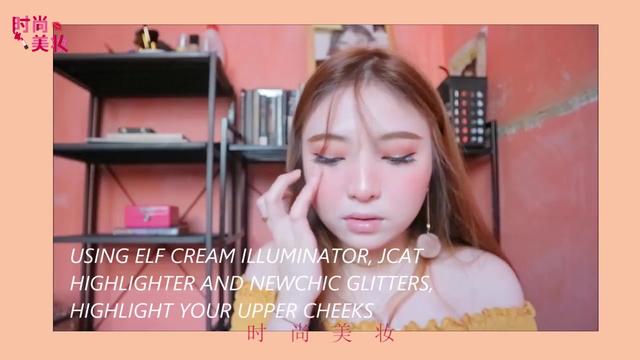 时尚
美妆
USING ELF CREAM ILLUMINATOR, JCAT
HIGHLIGHTER AND NEWCHIC GLITTERS,
HIGHLIGHT YOUR UPPER CHEEKS
时尚美妆